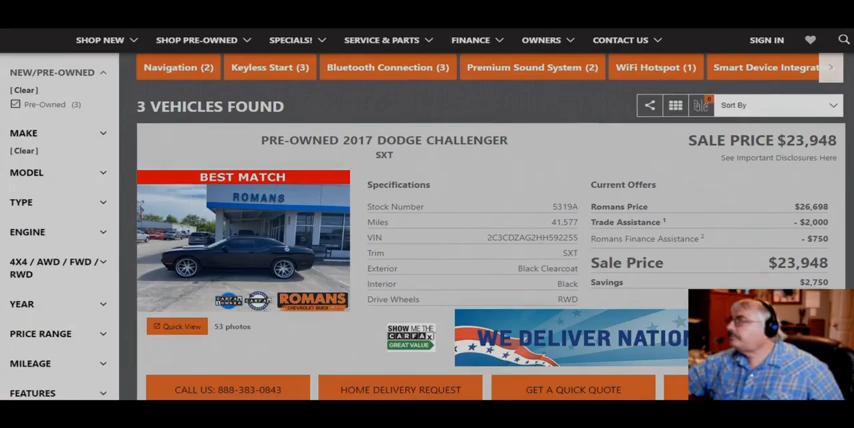 SHOP NEW SHOP PRE-OWNED SPECIALS! SERVICE & PARTS FINANCE OWNERS CONTACT US SIGN IN
NEW/PRE-OWNED
[ Clear ]
Pre-Owned (3)
MAKE
[ Clear ]
MODEL
TYPE
ENGINE
4X4 / AWD / FWD /
RWD
YEAR
PRICE RANGE
MILEAGE
FEATURES
Navigation (2) Keyless Start (3) Bluetooth Connection (3) Premium Sound System (2) WiFi Hotspot (1) Smart Device Integrat
3 VEHICLES FOUND
0
Sort By
PRE-OWNED 2017 DODGE CHALLENGER
SXT
SALE PRICE $23,948
See Important Disclosures Here
BEST MATCH
ROMANS
ROMANS
CHEVROLET BUICK
Quick View 53 photos
Specifications
Stock Number 5319A
Miles 41,577
VIN 2C3CDZAG2HH592255
Trim SXT
Exterior Black Clearcoat
Interior Black
Drive Wheels RWD
Current Offers
Romans Price $26,698
Trade Assistance 1 - $2,000
Romans Finance Assistance 2 - $750
Sale Price $23,948
Savings $2,750
SHOW ME THE
CARFAX
GREAT VALUE
WE DELIVER NATION
CALL US: 888-383-0843 HOME DELIVERY REQUEST GET A QUICK QUOTE